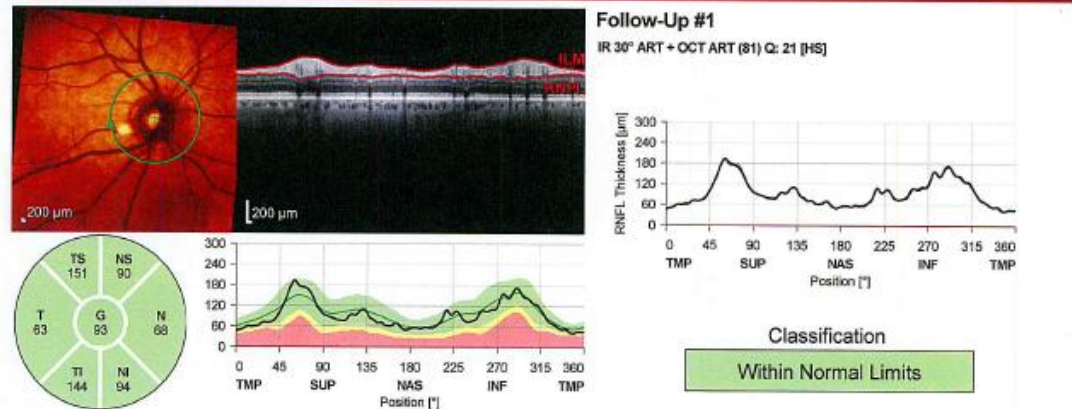 Follow-Up #1
IR 30° ART + OCT ART (81) Q: 21 [HS]
ILM
RNFL
200 µm
200 µm
RNFL Thickness [µm]
300
240
180
120
60
0
0 45 90 135 180 225 270 315 360
TMP SUP NAS INF TMP
Position [°]
TS
151
NS
90
T
63
G
93
N
68
TI
144
NI
94
300
240
180
120
60
0
0 45 90 135 180 225 270 315 360
TMP SUP NAS INF TMP
Position [°]
Classification
Within Normal Limits